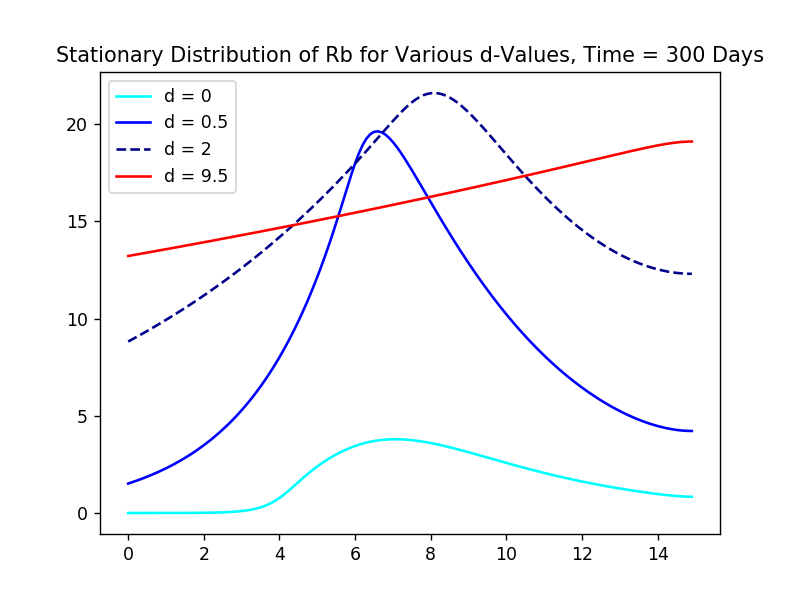 Stationary Distribution of Rb for Various d-Values, Time = 300 Days
d = 0
d = 0.5
d = 2
d = 9.5
20
15
10
5
0
0 2 4 6 8 10 12 14